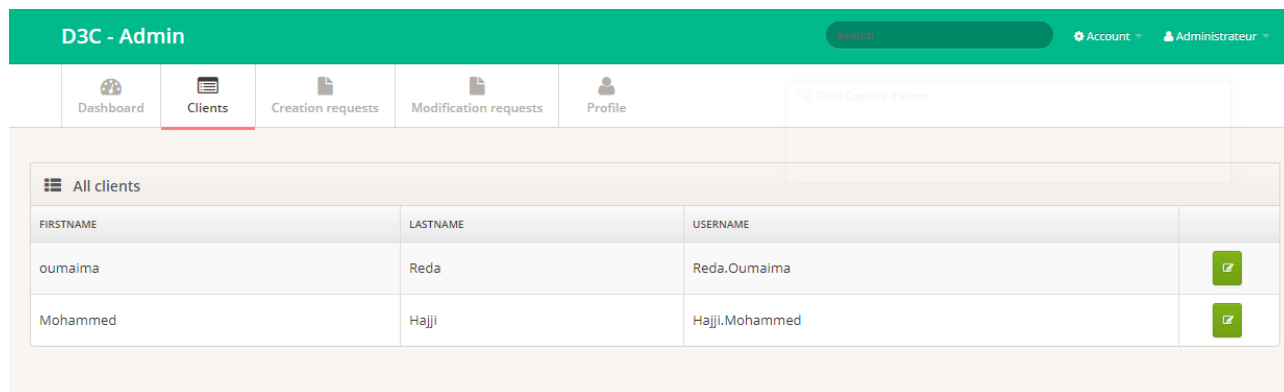 D3C - Admin
Search
Account
Administrateur
Dashboard
Clients
Creation requests
Modification requests
Profile
Outil Capture d'écran
All clients
FIRSTNAME LASTNAME USERNAME
oumaima Reda Reda.Oumaima
Mohammed Hajji Hajji.Mohammed